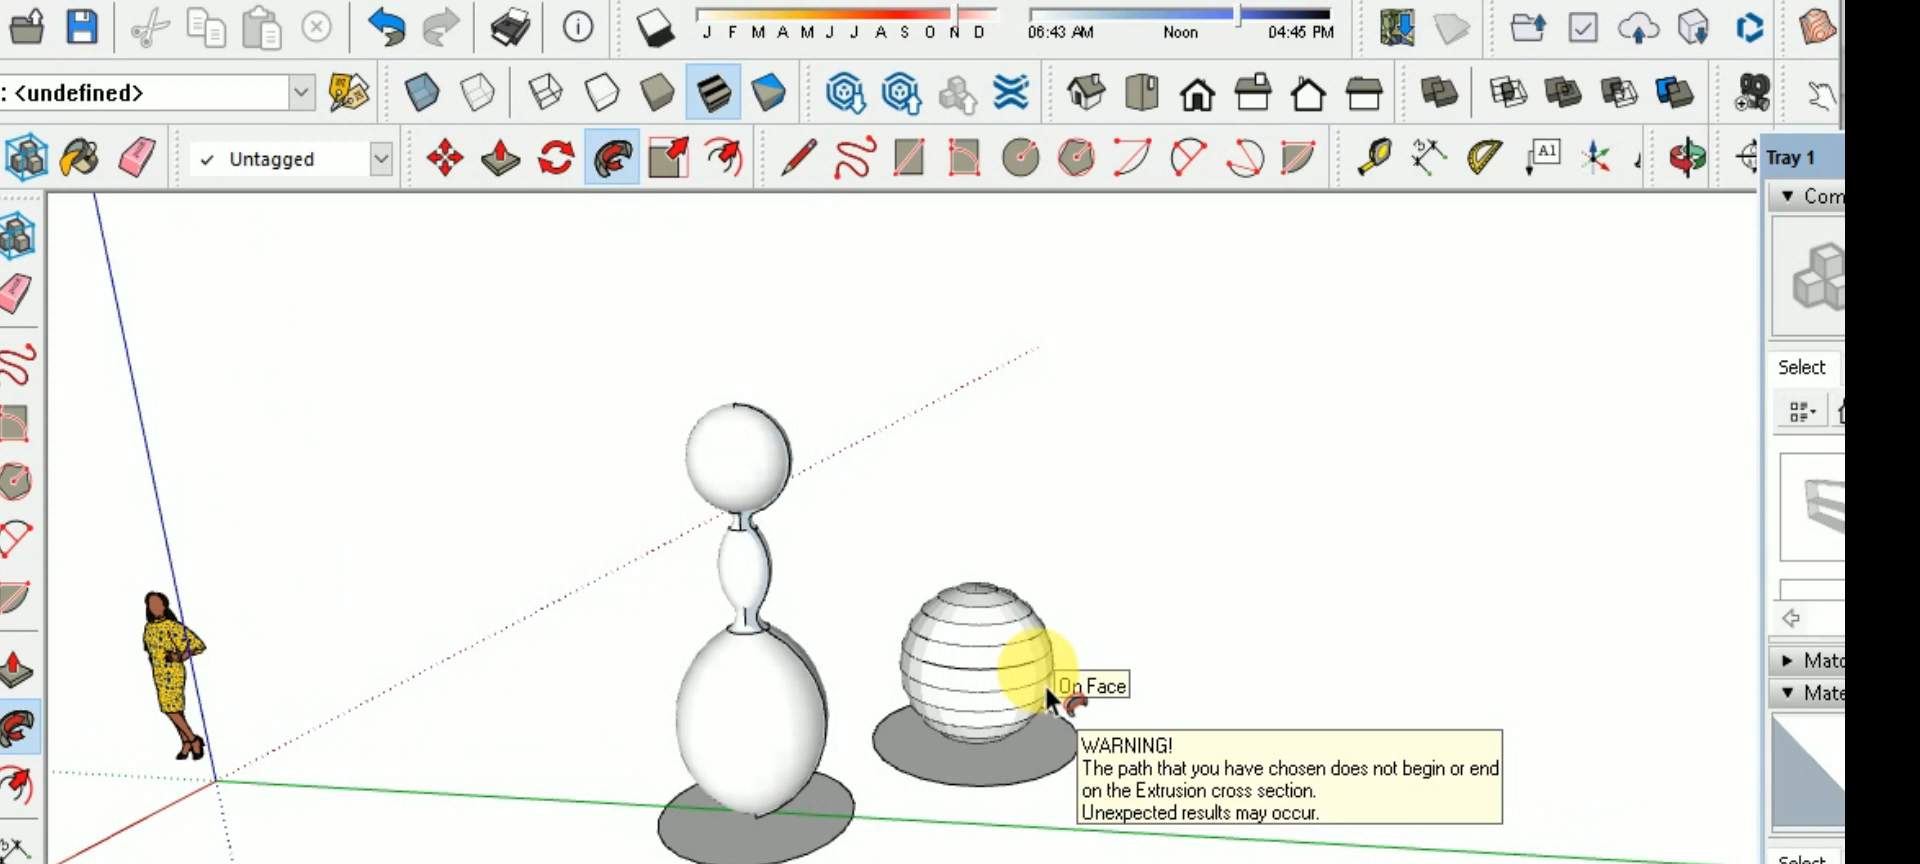 J F M A M J J A S O N D
06:43 AM Noon 04:45 PM
: <undefined>
✓ Untagged
A1
Tray 1
Com
Select
On Face
WARNING!
The path that you have chosen does not begin or end
on the Extrusion cross section.
Unexpected results may occur.
Matc
Mate
Select